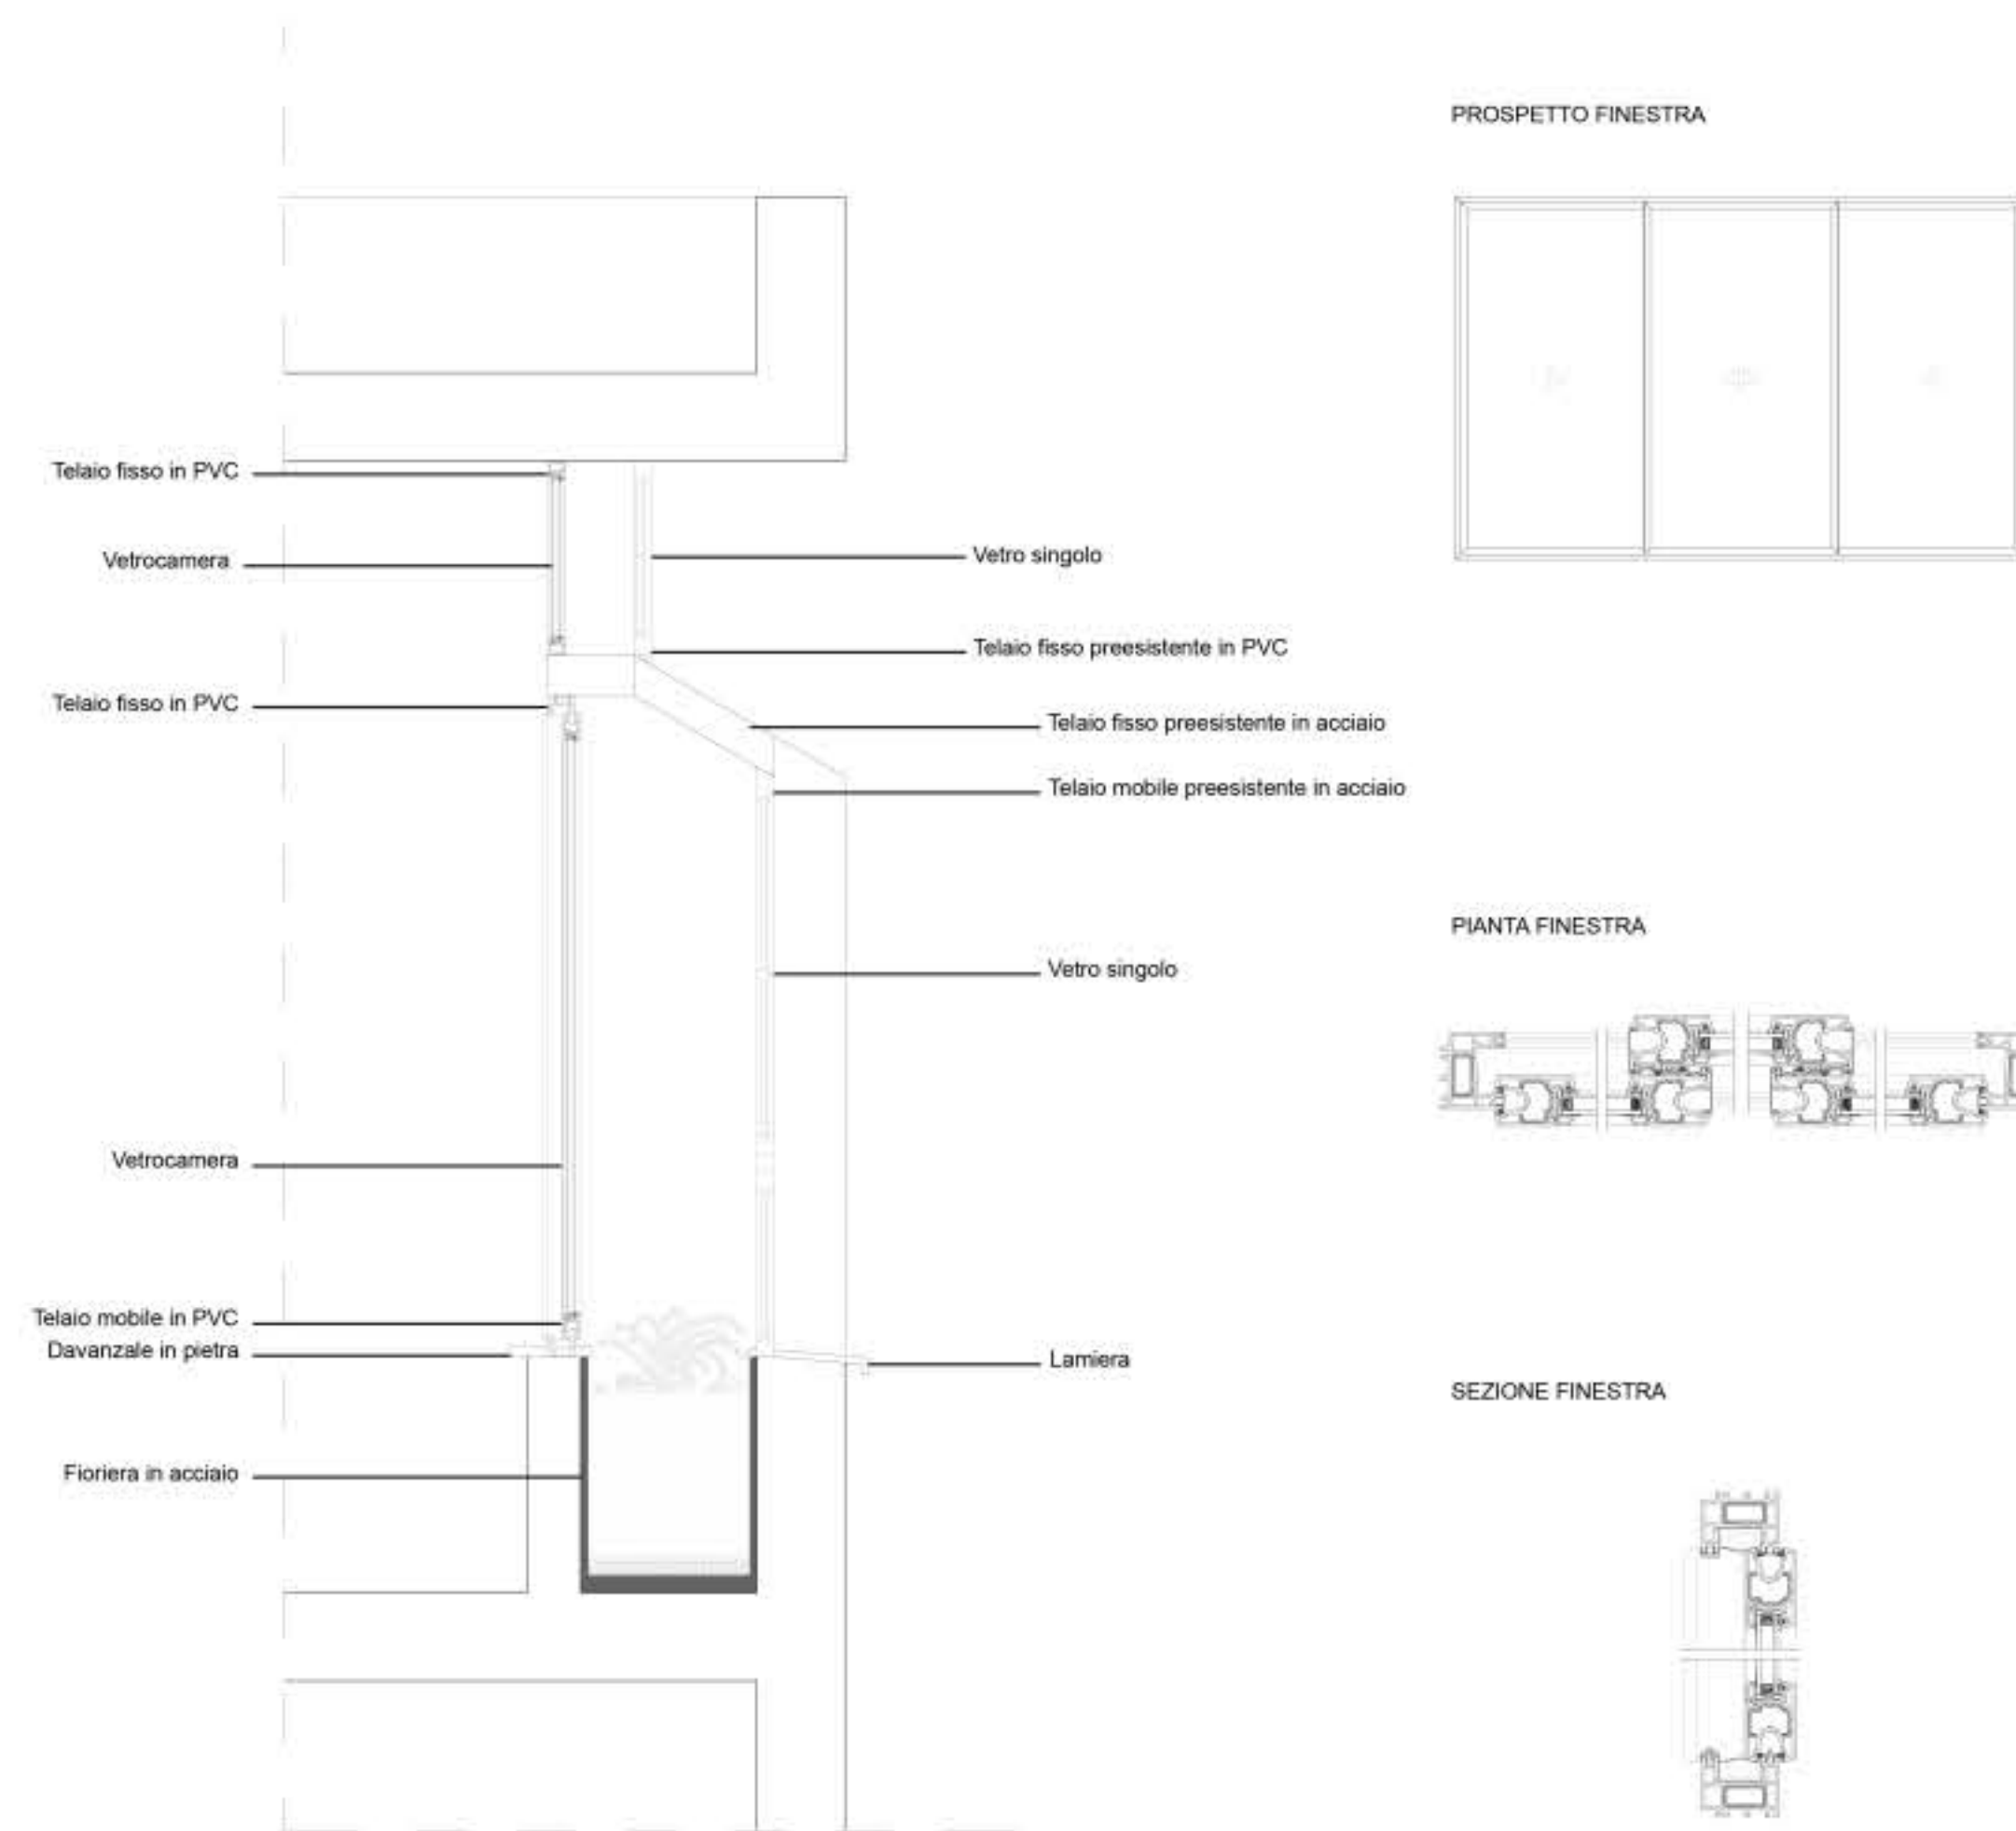 PROSPETTO FINESTRA
Telaio fisso in PVC
Vetrocamera
Telaio fisso in PVC
Vetrocamera
Telaio mobile in PVC
Davanzale in pietra
Fioriera in acciaio
Vetro singolo
Telaio fisso preesistente in PVC
Telaio fisso preesistente in acciaio
Telaio mobile preesistente in acciaio
Vetro singolo
Lamiera
PIANTA FINESTRA
SEZIONE FINESTRA